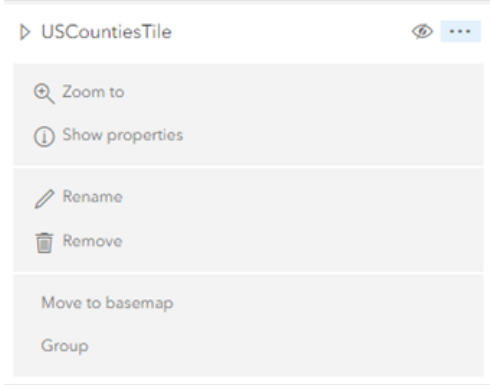 USCountiesTile
Zoom to
Show properties
Rename
Remove
Move to basemap
Group